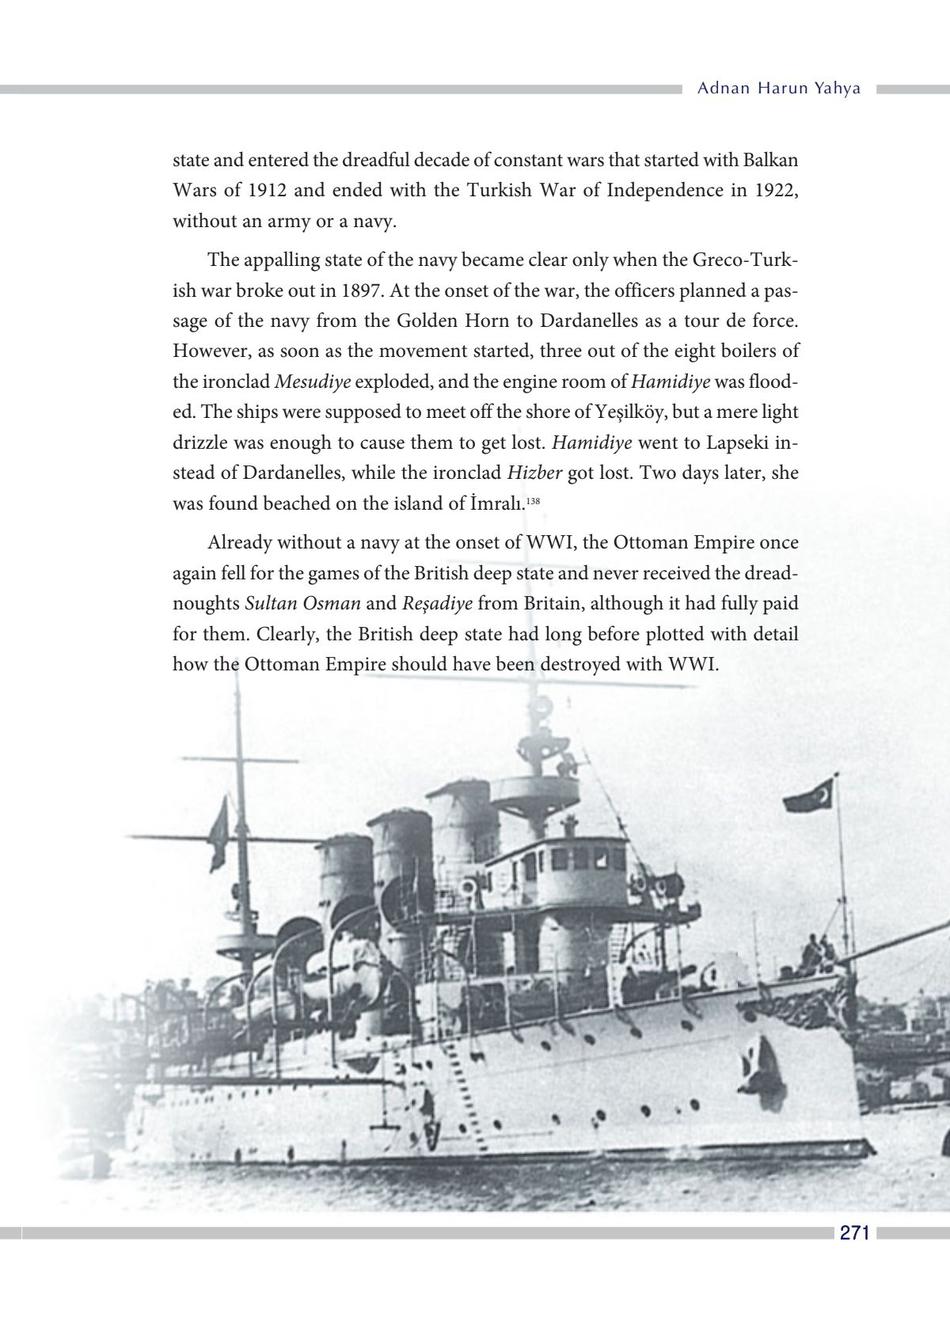 Adnan Harun Yahya
state and entered the dreadful decade of constant wars that started with Balkan
Wars of 1912 and ended with the Turkish War of Independence in 1922,
without an army or a navy.
The appalling state of the navy became clear only when the Greco-Turk-
ish war broke out in 1897. At the onset of the war, the officers planned a pas-
sage of the navy from the Golden Horn to Dardanelles as a tour de force.
However, as soon as the movement started, three out of the eight boilers of
the ironclad Mesudiye exploded, and the engine room of Hamidiye was flood-
ed. The ships were supposed to meet off the shore of Yeşilköy, but a mere light
drizzle was enough to cause them to get lost. Hamidiye went to Lapseki in-
stead of Dardanelles, while the ironclad Hizber got lost. Two days later, she
was found beached on the island of İmralı.138
Already without a navy at the onset of WWI, the Ottoman Empire once
again fell for the games of the British deep state and never received the dread-
noughts Sultan Osman and Reşadiye from Britain, although it had fully paid
for them. Clearly, the British deep state had long before plotted with detail
how the Ottoman Empire should have been destroyed with WWI.
271